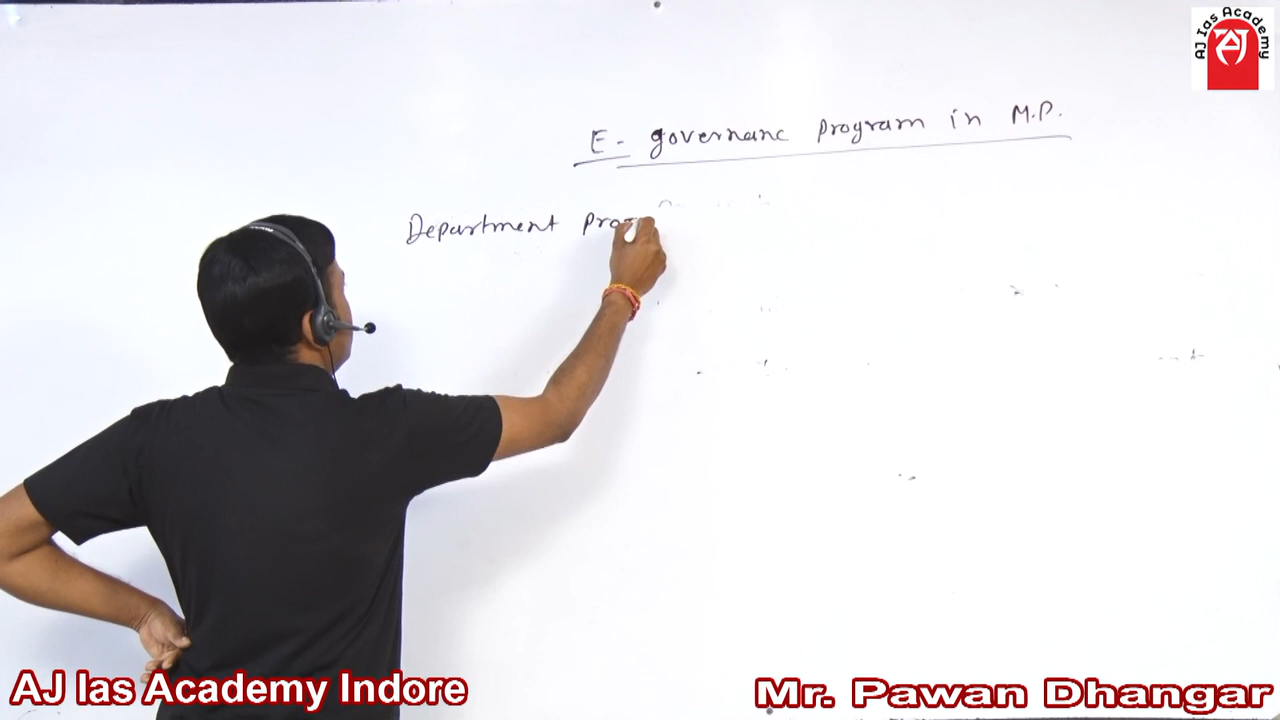 AJ Ias Academy
E- governanc program in M.P.
Department prog
AJ Ias Academy Indore
Mr. Pawan Dhangar